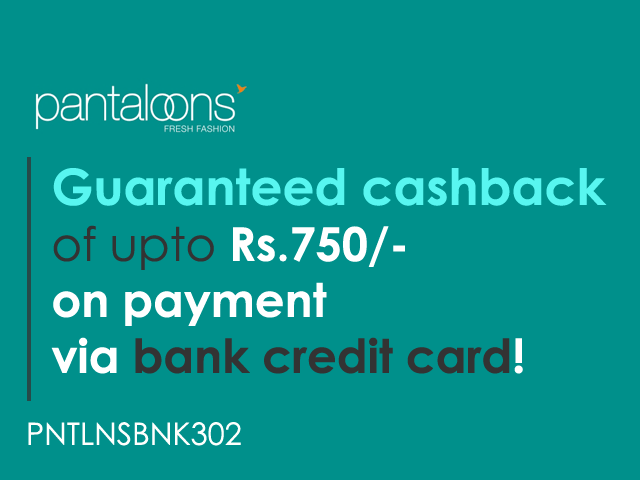 pantaloons
FRESH FASHION
Guaranteed cashback
of upto Rs.750/-
on payment
via bank credit card!
PNTLNSBNK302